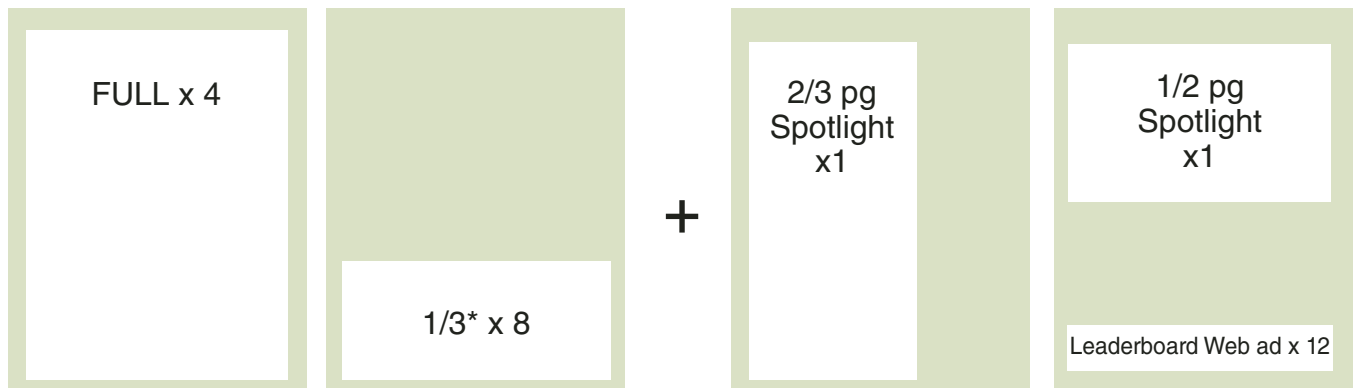 FULL x 4
1/3* x 8
+
2/3 pg
Spotlight
x1
1/2 pg
Spotlight
x1
Leaderboard Web ad x 12